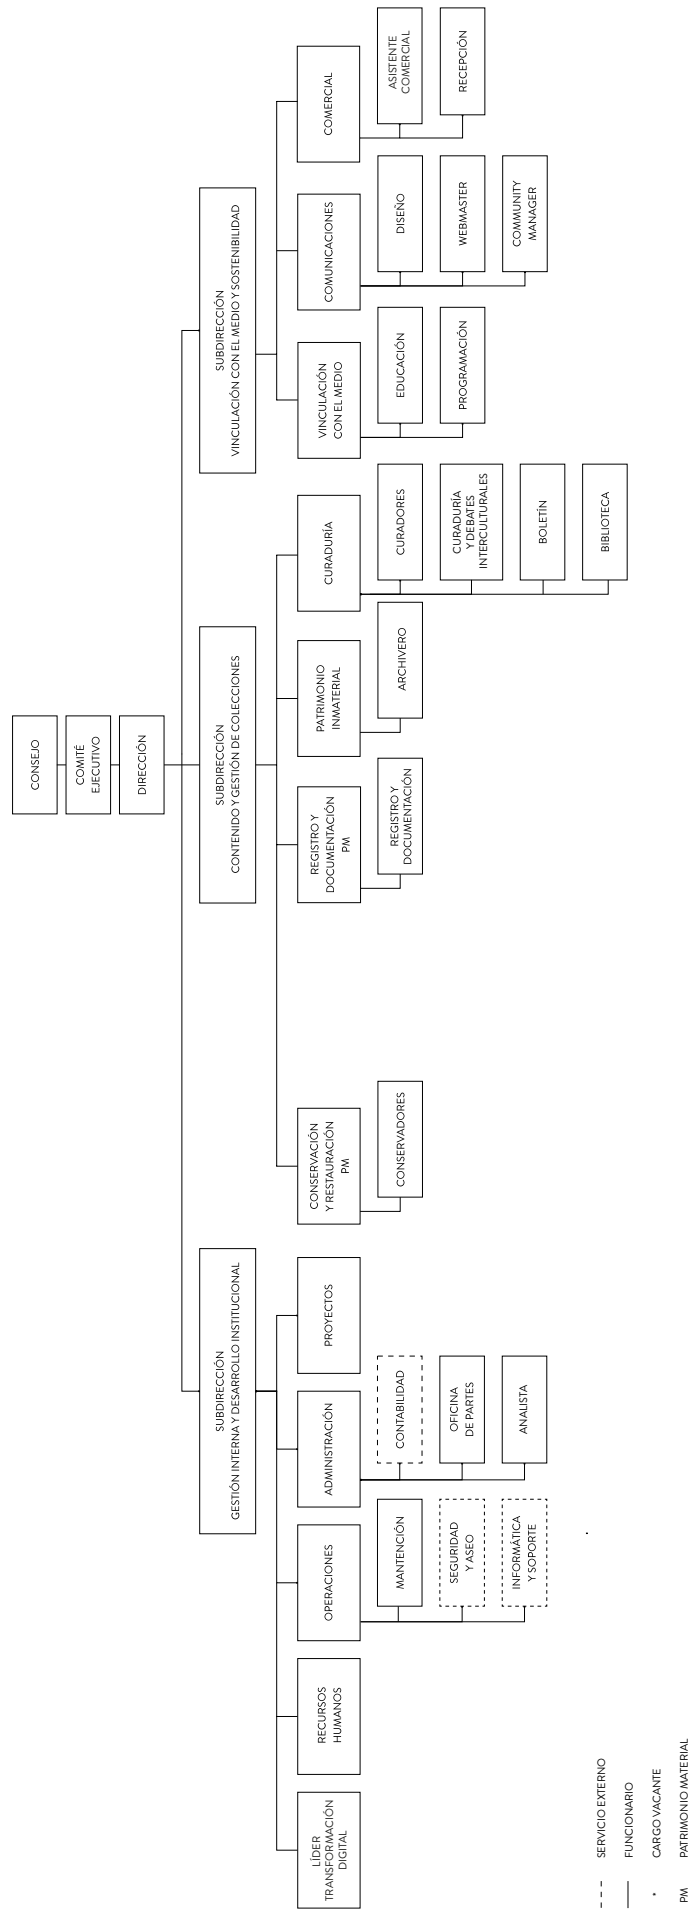 CONSEJO
COMITÉ
EJECUTIVO
DIRECCIÓN
SUBDIRECCIÓN
GESTIÓN INTERNA Y DESARROLLO INSTITUCIONAL
SUBDIRECCIÓN
CONTENIDO Y GESTIÓN DE COLECCIONES
SUBDIRECCIÓN
VINCULACIÓN CON EL MEDIO Y SOSTENIBILIDAD
LÍDER
TRANSFORMACIÓN
DIGITAL
RECURSOS
HUMANOS
OPERACIONES
MANTENCIÓN
SEGURIDAD
Y ASEO
INFORMÁTICA
Y SOPORTE
ADMINISTRACIÓN
CONTABILIDAD
OFICINA
DE PARTES
ANALISTA
PROYECTOS
CONSERVACIÓN
Y RESTAURACIÓN
PM
CONSERVADORES
REGISTRO Y
DOCUMENTACIÓN
PM
REGISTRO Y
DOCUMENTACIÓN
PATRIMONIO
INMATERIAL
ARCHIVERO
CURADURÍA
CURADORES
CURADURÍA
Y DEBATES
INTERCULTURALES
BOLETÍN
BIBLIOTECA
VINCULACIÓN
CON EL MEDIO
EDUCACIÓN
PROGRAMACIÓN
COMUNICACIONES
DISEÑO
WEBMASTER
COMMUNITY
MANAGER
COMERCIAL
ASISTENTE
COMERCIAL
RECEPCIÓN
SERVICIO EXTERNO
FUNCIONARIO
* CARGO VACANTE
PM PATRIMONIO MATERIAL